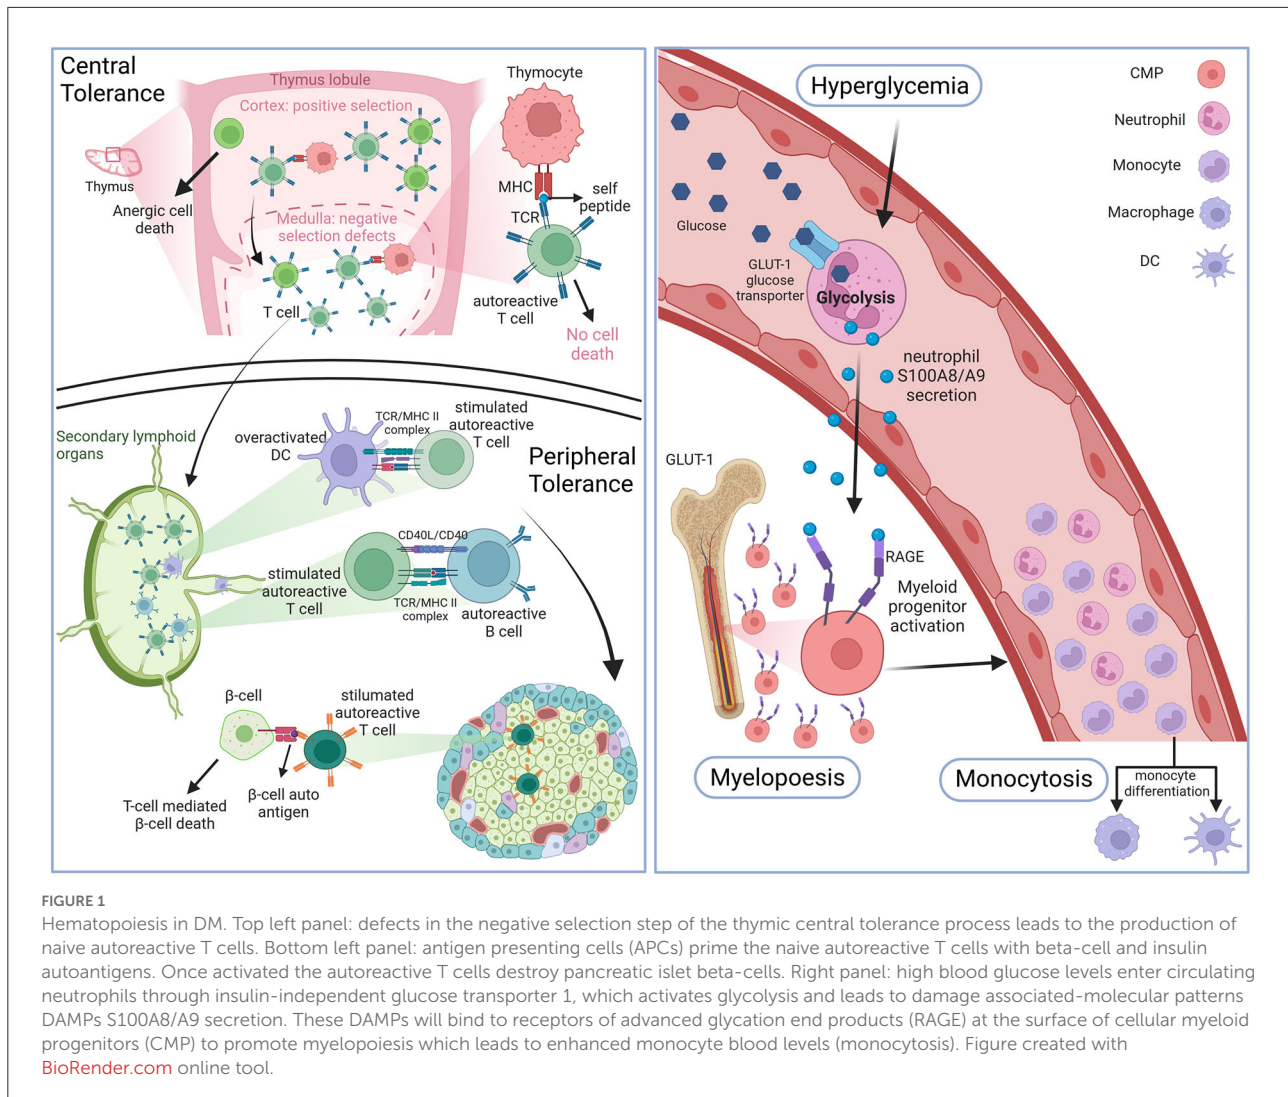 Central
Tolerance
Thymus lobule
Cortex: positive selection
Thymus
Anergic cell
death
Medulla: negative
selection defects
T cell
Thymocyte
MHC
self
peptide
TCR
autoreactive
T cell
No cell
death
Secondary lymphoid
organs
overactivated
DC
TCR/MHC II
complex
stimulated
autoreactive
T cell
Peripheral
Tolerance
CD40L/CD40
stimulated
autoreactive
T cell
TCR/MHC II
complex
autoreactive
B cell
β-cell
stilumated
autoreactive
T cell
T-cell mediated
β-cell death
β-cell auto
antigen
Hyperglycemia
CMP
Neutrophil
Monocyte
Macrophage
DC
Glucose
GLUT-1
glucose
transporter
Glycolysis
neutrophil
S100A8/A9
secretion
GLUT-1
RAGE
Myeloid
progenitor
activation
Myelopoesis
Monocytosis
monocyte
differentiation
FIGURE 1
Hematopoiesis in DM. Top left panel: defects in the negative selection step of the thymic central tolerance process leads to the production of
naive autoreactive T cells. Bottom left panel: antigen presenting cells (APCs) prime the naive autoreactive T cells with beta-cell and insulin
autoantigens. Once activated the autoreactive T cells destroy pancreatic islet beta-cells. Right panel: high blood glucose levels enter circulating
neutrophils through insulin-independent glucose transporter 1, which activates glycolysis and leads to damage associated-molecular patterns
DAMPs S100A8/A9 secretion. These DAMPs will bind to receptors of advanced glycation end products (RAGE) at the surface of cellular myeloid
progenitors (CMP) to promote myelopoiesis which leads to enhanced monocyte blood levels (monocytosis). Figure created with
BioRender.com online tool.